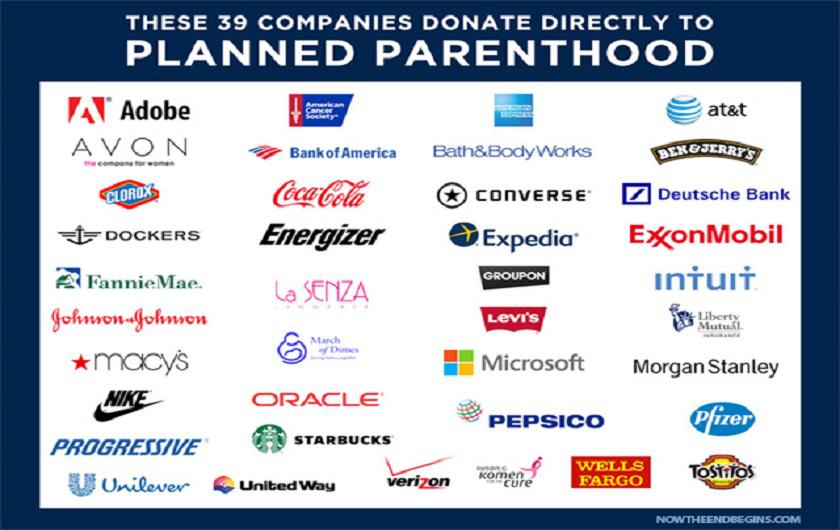 THESE 39 COMPANIES DONATE DIRECTLY TO
PLANNED PARENTHOOD
Adobe
American
Cancer
Society
AMERICAN
EXPRESS
at&t
AVON
the company for women
Bank of America
Bath&BodyWorks
BEN&JERRY'S
CLOROX
Coca-Cola
CONVERSE
Deutsche Bank
DOCKERS
Energizer
Expedia
ExxonMobil
FannieMae.
La SENZA
LINGERIE
GROUPON
intuit.
Johnson & Johnson
LEVI'S
Liberty
Mutual.
macy's
March
of Dimes
Microsoft
Morgan Stanley
NIKE
ORACLE
PEPSICO
Pfizer
PROGRESSIVE
STARBUCKS
Unilever
United Way
verizon
susan g.
komen
for the
cure
WELLS
FARGO
TOSTITOS
NOWTHEENDBEGINS.COM